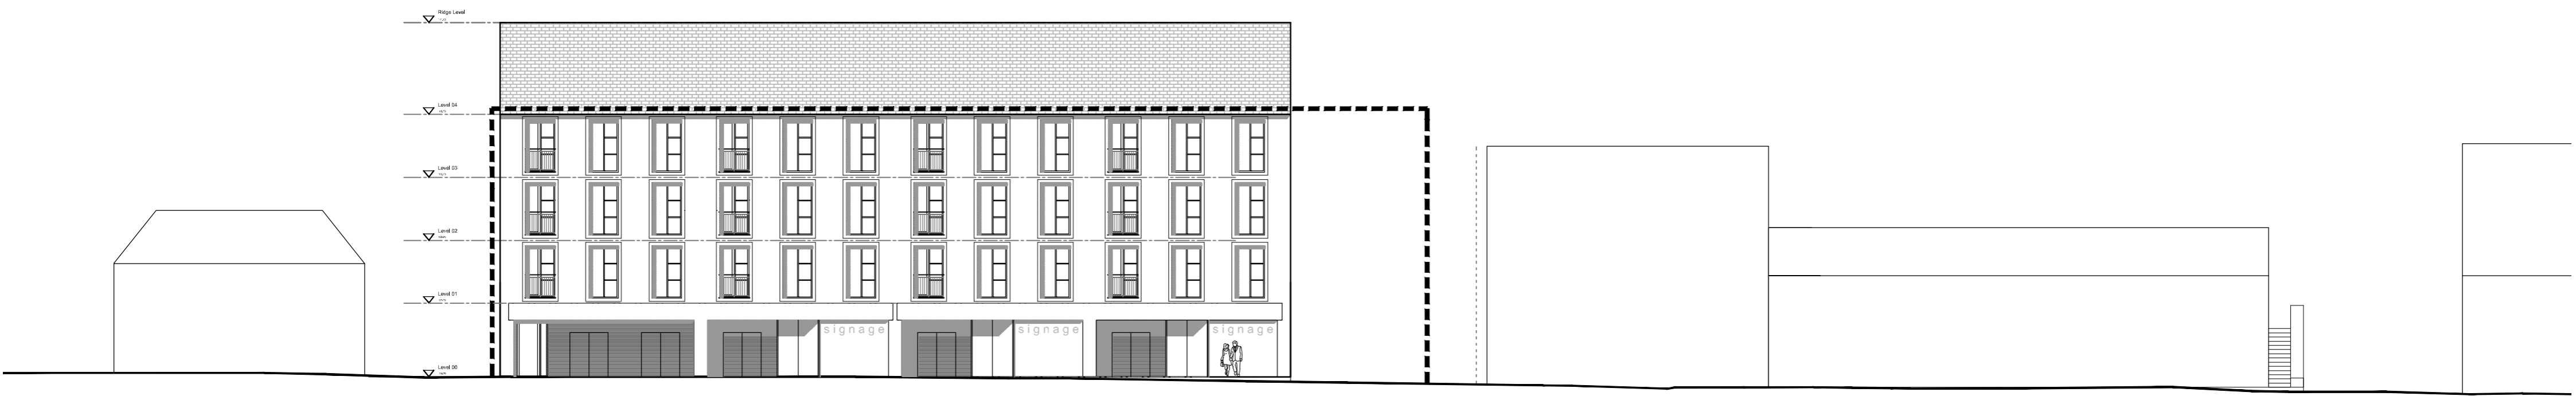 Ridge Level
Level 04
Level 03
Level 02
Level 01
signage signage signage
Level 00